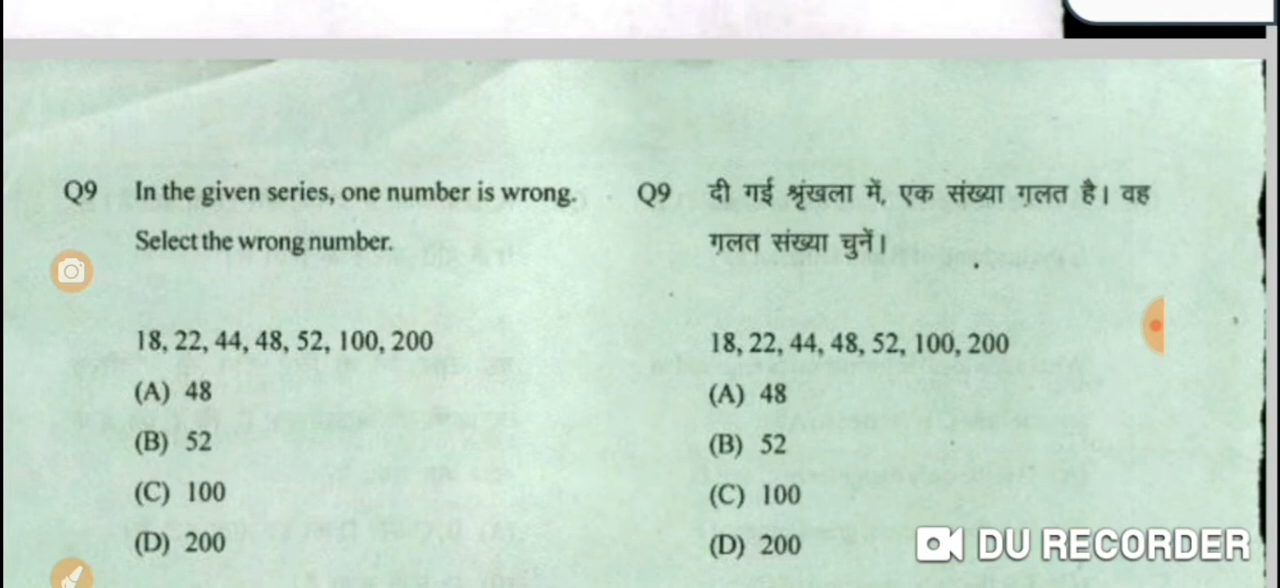 Q9 In the given series, one number is wrong.
Select the wrong number.
18, 22, 44, 48, 52, 100, 200
(A) 48
(B) 52
(C) 100
(D) 200
Q9 दी गई श्रृंखला में, एक संख्या ग़लत है। वह
गलत संख्या चुनें।
18, 22, 44, 48, 52, 100, 200
(A) 48
(B) 52
(C) 100
(D) 200
DU RECORDER